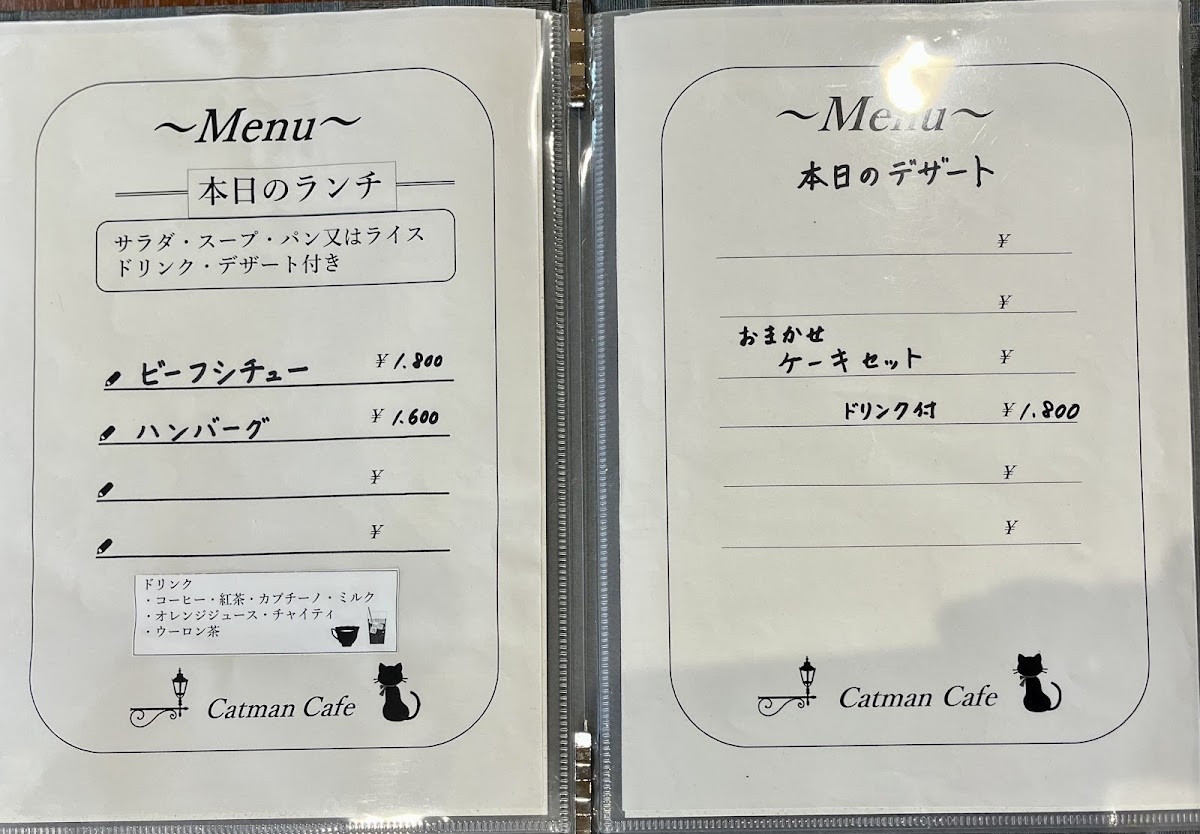 ～Menu～
本日のランチ
サラダ・スープ・パン又はライス
ドリンク・デザート付き
ビーフシチュー ¥1.800
ハンバーグ ¥1.600
¥
¥
ドリンク
・コーヒー・紅茶・カプチーノ・ミルク
・オレンジジュース・チャイティ
・ウーロン茶
Catman Cafe
～Menu～
本日のデザート
¥
¥
おまかせ
ケーキセット ¥
ドリンク付 ¥1.800
¥
¥
Catman Cafe